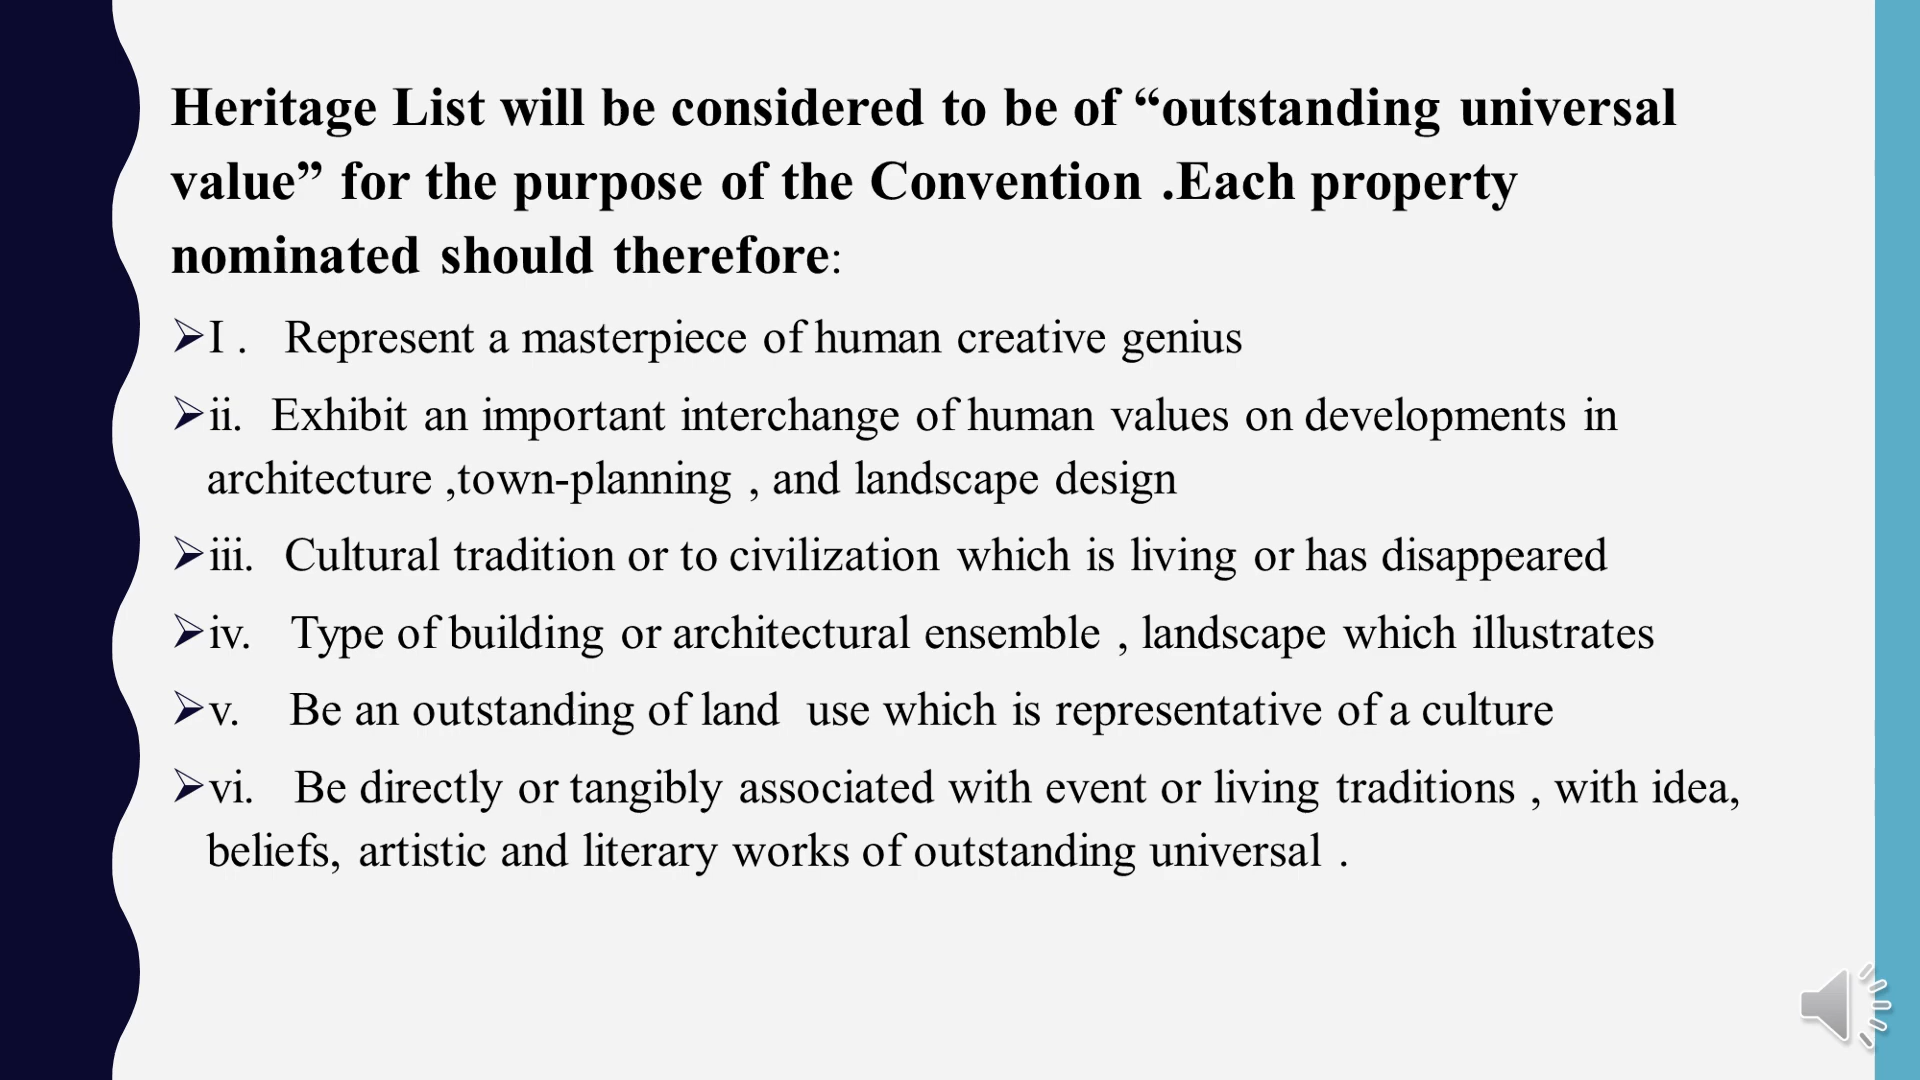 Heritage List will be considered to be of “outstanding universal
value” for the purpose of the Convention .Each property
nominated should therefore:
➢I . Represent a masterpiece of human creative genius
➢ii. Exhibit an important interchange of human values on developments in
architecture ,town-planning , and landscape design
➢iii. Cultural tradition or to civilization which is living or has disappeared
➢iv. Type of building or architectural ensemble , landscape which illustrates
➢v. Be an outstanding of land use which is representative of a culture
➢vi. Be directly or tangibly associated with event or living traditions , with idea,
beliefs, artistic and literary works of outstanding universal .